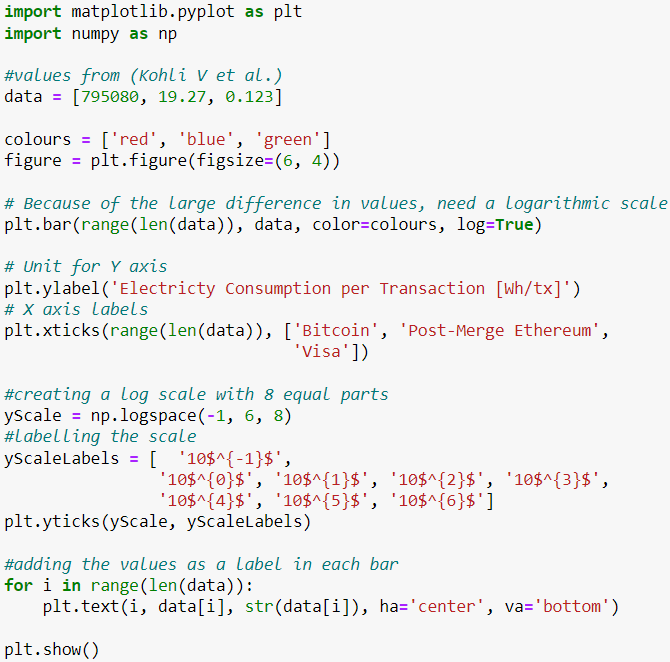 import matplotlib.pyplot as plt
import numpy as np

#values from (Kohli V et al.)
data = [795080, 19.27, 0.123]

colours = ['red', 'blue', 'green']
figure = plt.figure(figsize=(6, 4))

# Because of the large difference in values, need a logarithmic scale
plt.bar(range(len(data)), data, color=colours, log=True)

# Unit for Y axis
plt.ylabel('Electricty Consumption per Transaction [Wh/tx]')
# X axis labels
plt.xticks(range(len(data)), ['Bitcoin', 'Post-Merge Ethereum',
                              'Visa'])

#creating a log scale with 8 equal parts
yScale = np.logspace(-1, 6, 8)
#labelling the scale
yScaleLabels = [  '10$^{-1}$',
                '10$^{0}$', '10$^{1}$', '10$^{2}$', '10$^{3}$',
                '10$^{4}$', '10$^{5}$', '10$^{6}$']
plt.yticks(yScale, yScaleLabels)

#adding the values as a label in each bar
for i in range(len(data)):
    plt.text(i, data[i], str(data[i]), ha='center', va='bottom')

plt.show()